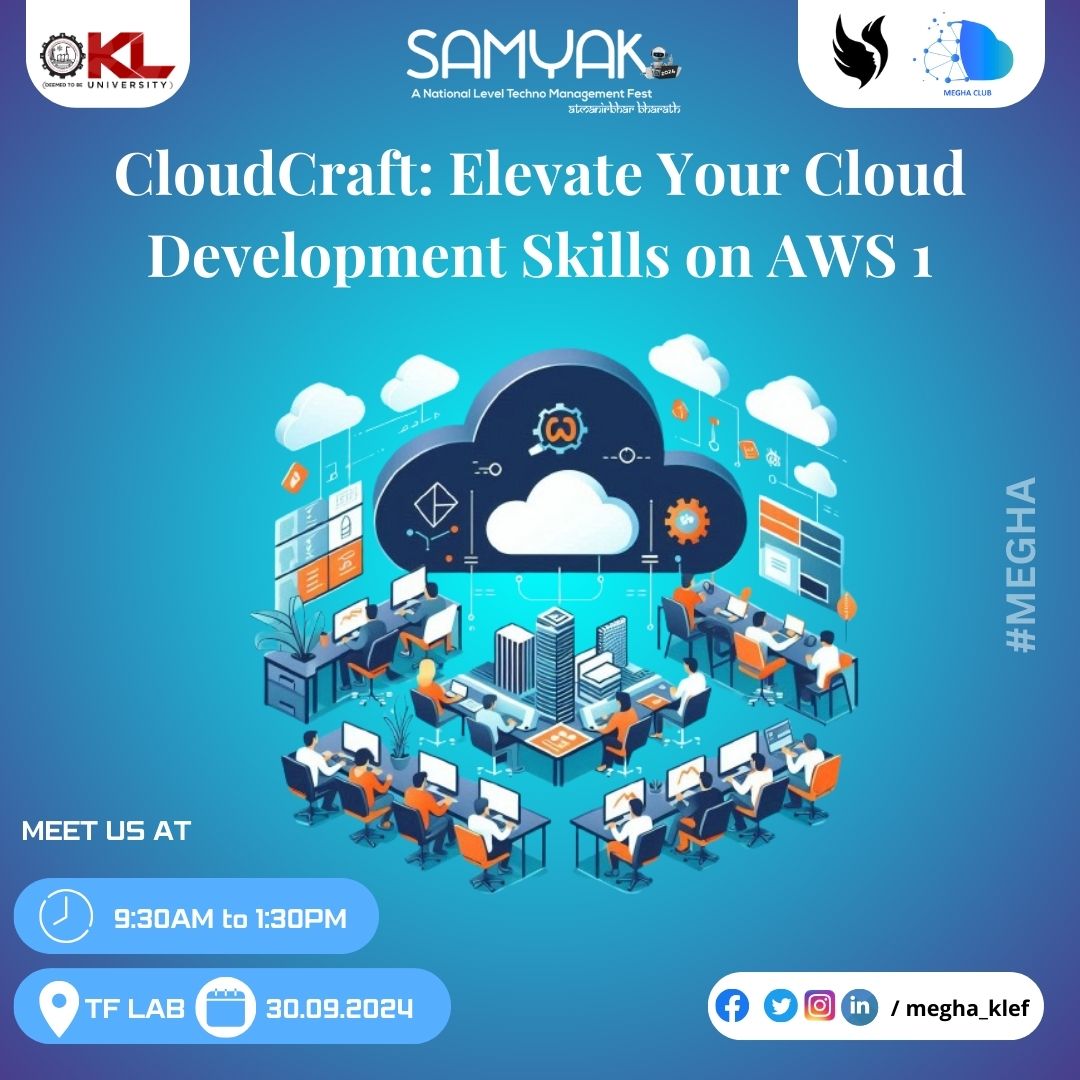 KL
(DEEMED TO BE UNIVERSITY)
SAMYAK
2024
A National Level Techno Management Fest
atmanirbhar bharath
MEGHA CLUB
CloudCraft: Elevate Your Cloud
Development Skills on AWS 1
#MEGHA
MEET US AT
9:30AM to 1:30PM
TF LAB 30.09.2024
/ megha_klef